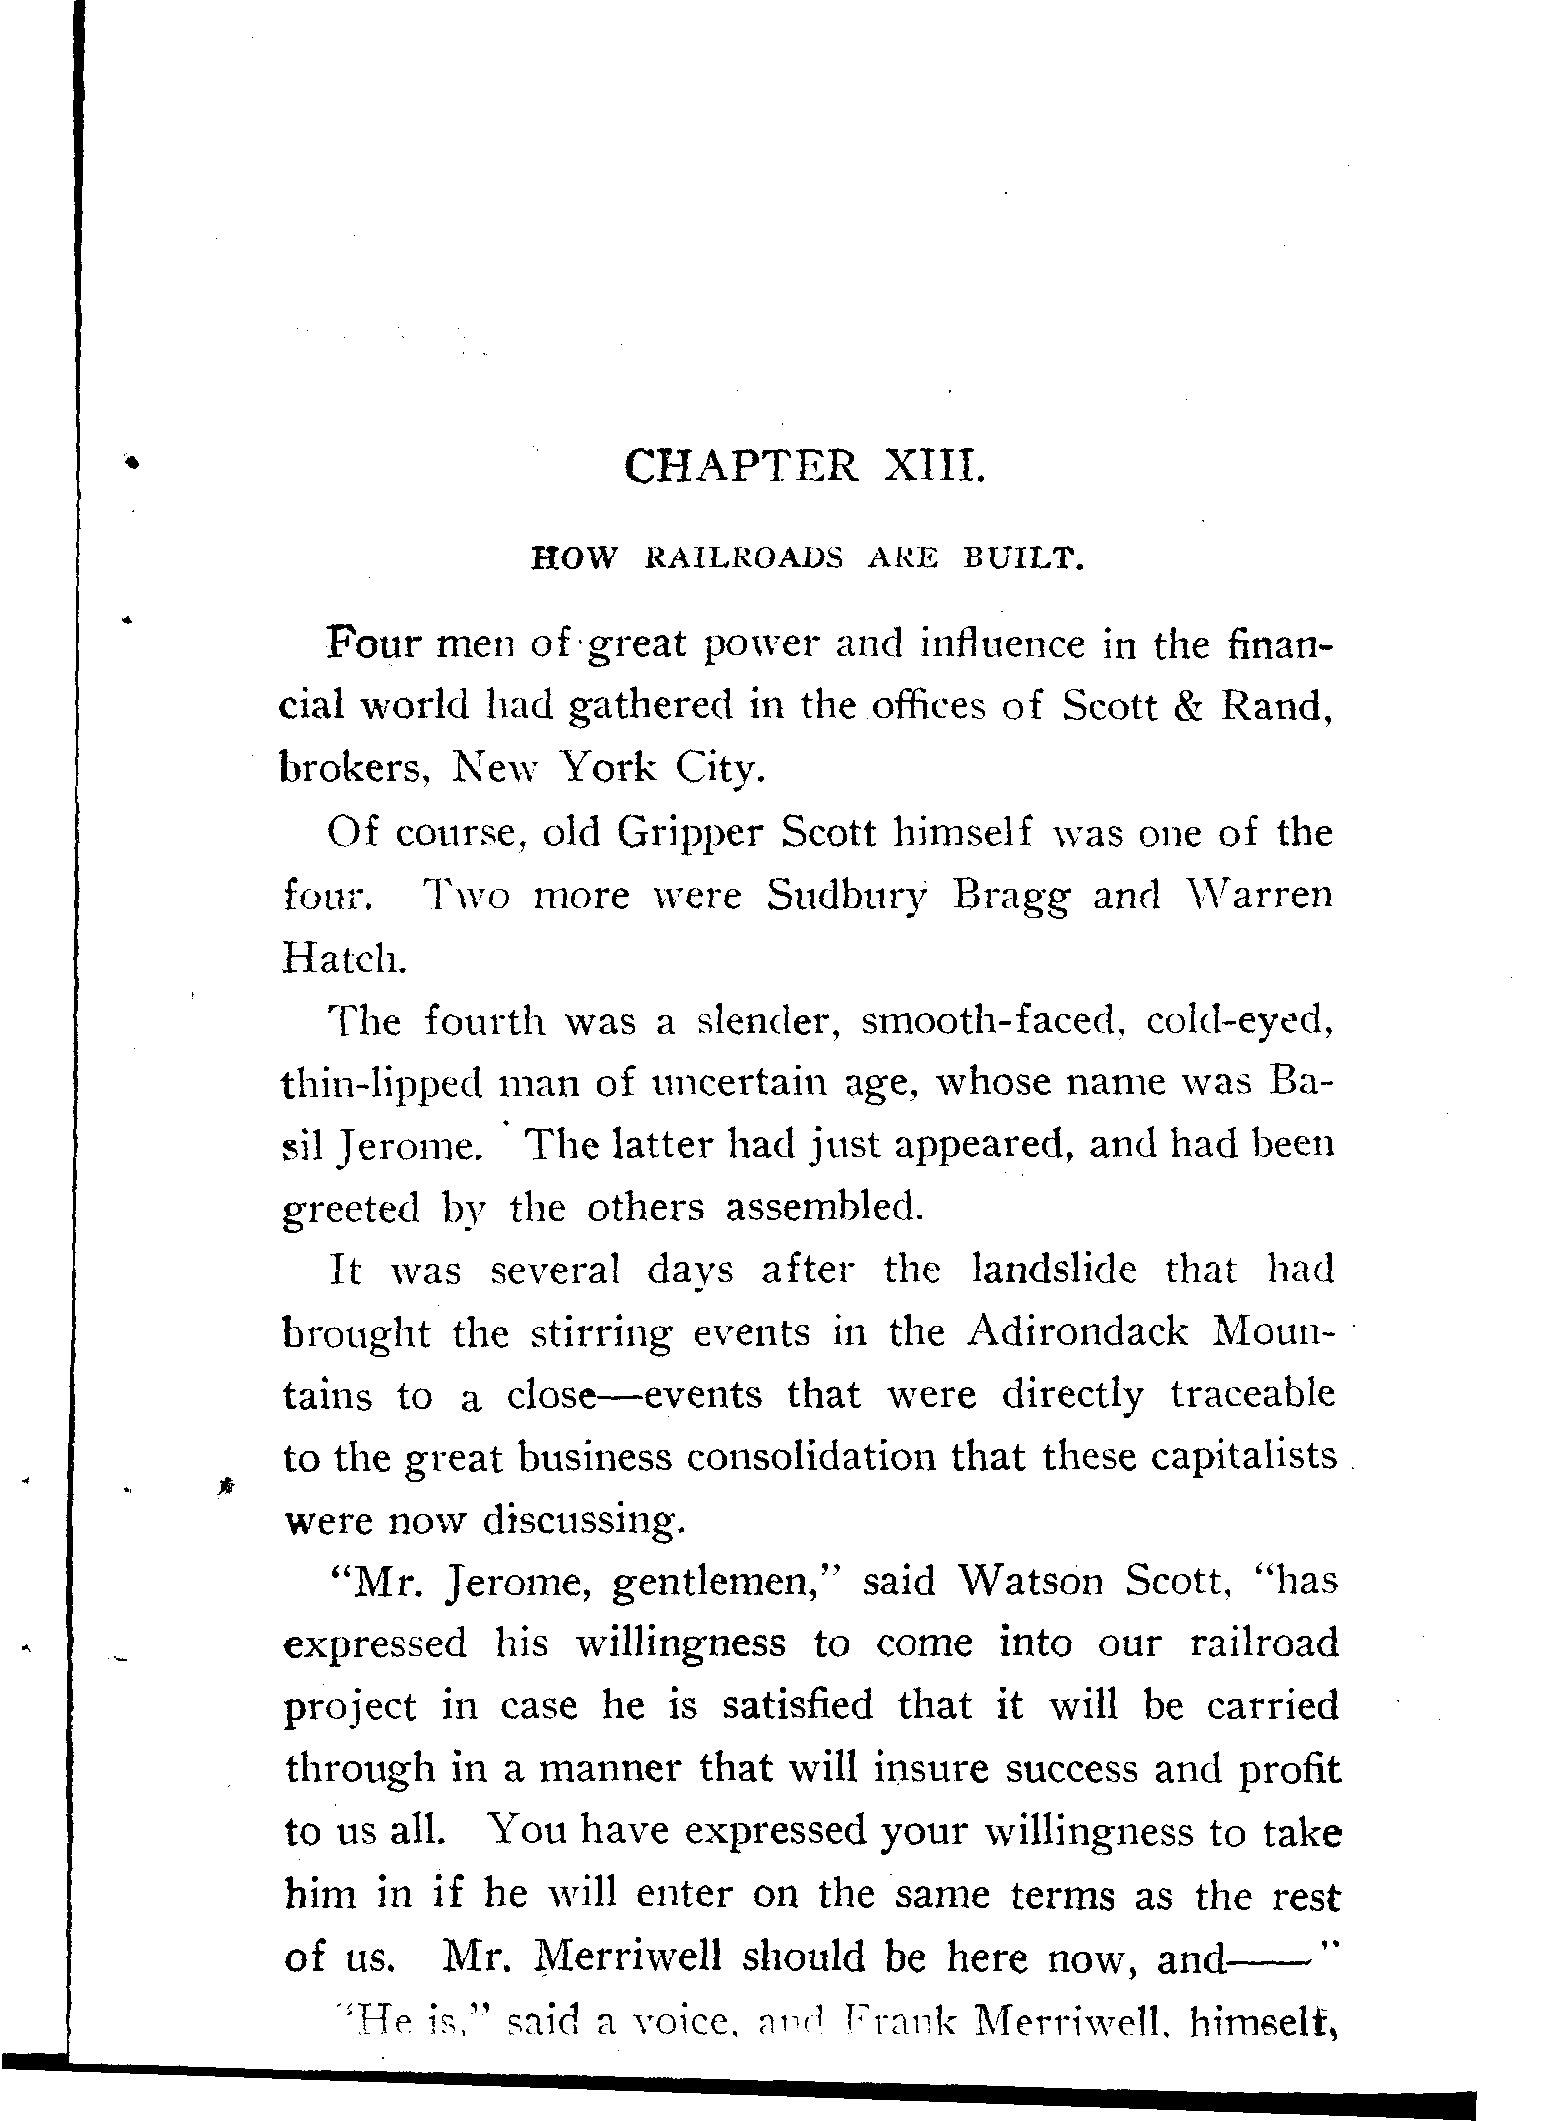 CHAPTER XIII.
HOW RAILROADS ARE BUILT.
Four men of great power and influence in the finan-
cial world had gathered in the offices of Scott & Rand,
brokers, New York City.
Of course, old Gripper Scott himself was one of the
four. Two more were Sudbury Bragg and Warren
Hatch.
The fourth was a slender, smooth-faced, cold-eyed,
thin-lipped man of uncertain age, whose name was Ba-
sil Jerome. The latter had just appeared, and had been
greeted by the others assembled.
It was several days after the landslide that had
brought the stirring events in the Adirondack Moun-
tains to a close—events that were directly traceable
to the great business consolidation that these capitalists
were now discussing.
"Mr. Jerome, gentlemen," said Watson Scott, "has
expressed his willingness to come into our railroad
project in case he is satisfied that it will be carried
through in a manner that will insure success and profit
to us all. You have expressed your willingness to take
him in if he will enter on the same terms as the rest
of us. Mr. Merriwell should be here now, and——"
"He is," said a voice, and Frank Merriwell, himself,